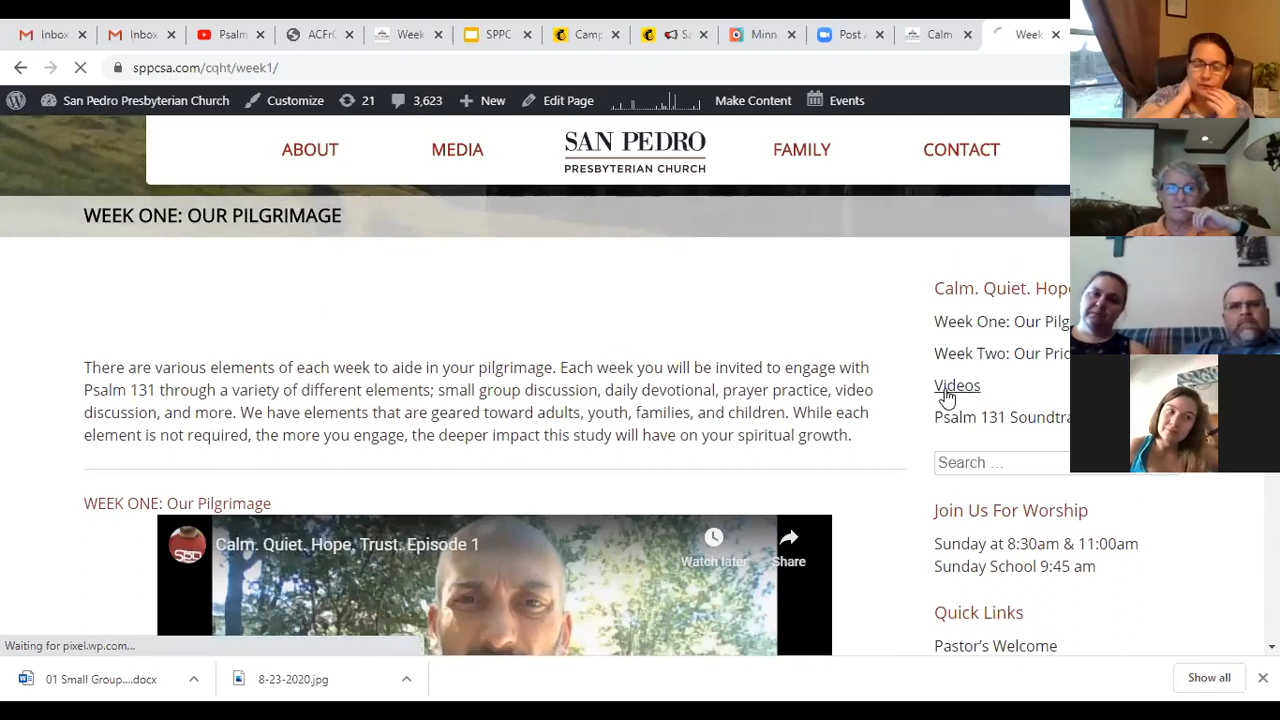 Inbox
Inbox
Psalm
ACFrC
Week
SPPC
Camp
Sa
Minn
Post A
Calm
Week
sppcsa.com/cqht/week1/
San Pedro Presbyterian Church
Customize
21
3,623
New
Edit Page
Make Content
Events
ABOUT
MEDIA
SAN PEDRO
PRESBYTERIAN CHURCH
FAMILY
CONTACT
WEEK ONE: OUR PILGRIMAGE
There are various elements of each week to aide in your pilgrimage. Each week you will be invited to engage with
Psalm 131 through a variety of different elements; small group discussion, daily devotional, prayer practice, video
discussion, and more. We have elements that are geared toward adults, youth, families, and children. While each
element is not required, the more you engage, the deeper impact this study will have on your spiritual growth.
WEEK ONE: Our Pilgrimage
Calm. Quiet. Hope. Trust. Episode 1
Watch later
Share
Calm. Quiet. Hope
Week One: Our Pilg
Week Two: Our Prid
Videos
Psalm 131 Soundtra
Search …
Join Us For Worship
Sunday at 8:30am & 11:00am
Sunday School 9:45 am
Quick Links
Pastor's Welcome
Waiting for pixel.wp.com...
01 Small Group....docx
8-23-2020.jpg
Show all